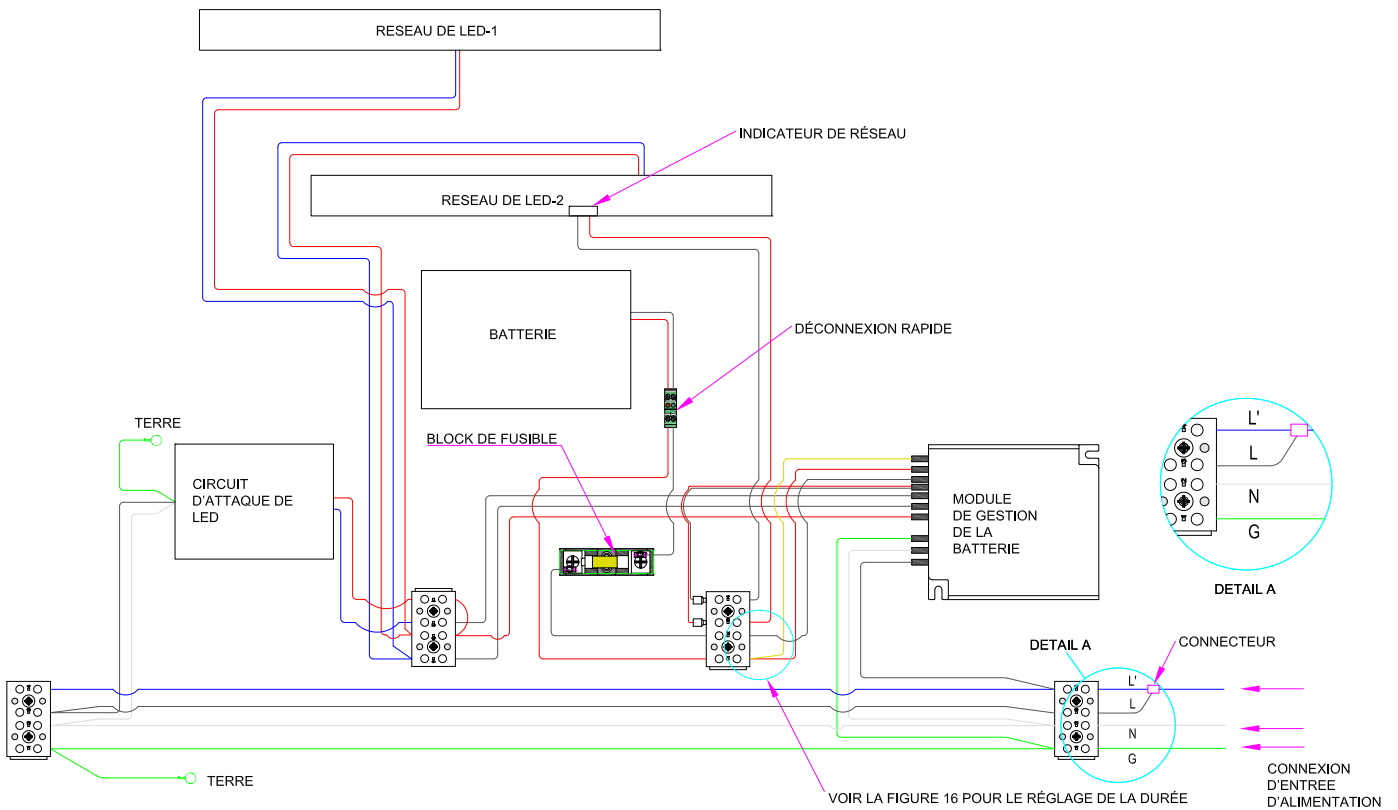 RESEAU DE LED-1
INDICATEUR DE RÉSEAU
RESEAU DE LED-2
BATTERIE
DÉCONNEXION RAPIDE
TERRE
BLOCK DE FUSIBLE
CIRCUIT
D'ATTAQUE DE
LED
MODULE
DE GESTION
DE LA
BATTERIE
L'
L
N
G
DETAIL A
DETAIL A
CONNECTEUR
L'
L
N
G
TERRE
CONNEXION
D'ENTREE
D'ALIMENTATION
VOIR LA FIGURE 16 POUR LE RÉGLAGE DE LA DURÉE